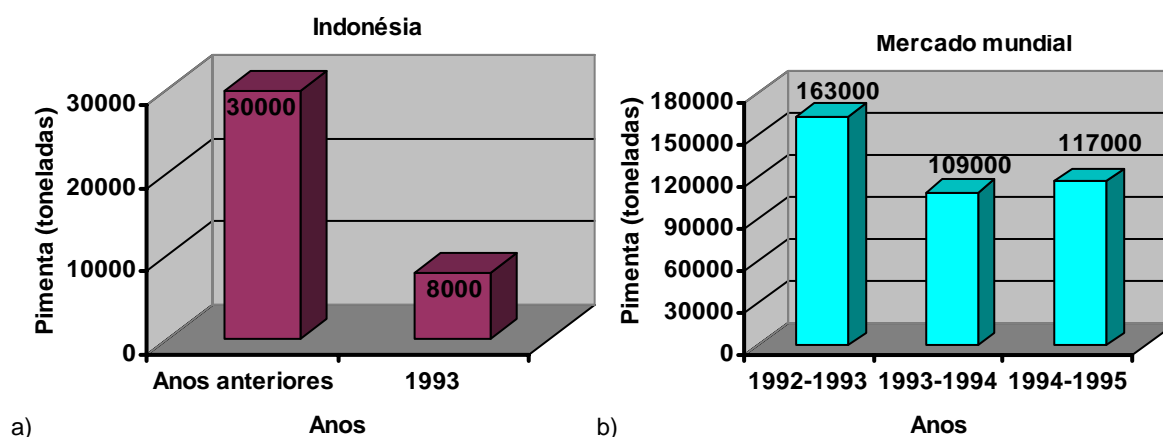 Indonésia
Pimenta (toneladas)
30000
20000
10000
0
30000
8000
Anos anteriores
1993
Anos
a)
Mercado mundial
Pimenta (toneladas)
180000
150000
120000
90000
60000
30000
0
163000
109000
117000
1992-1993
1993-1994
1994-1995
Anos
b)